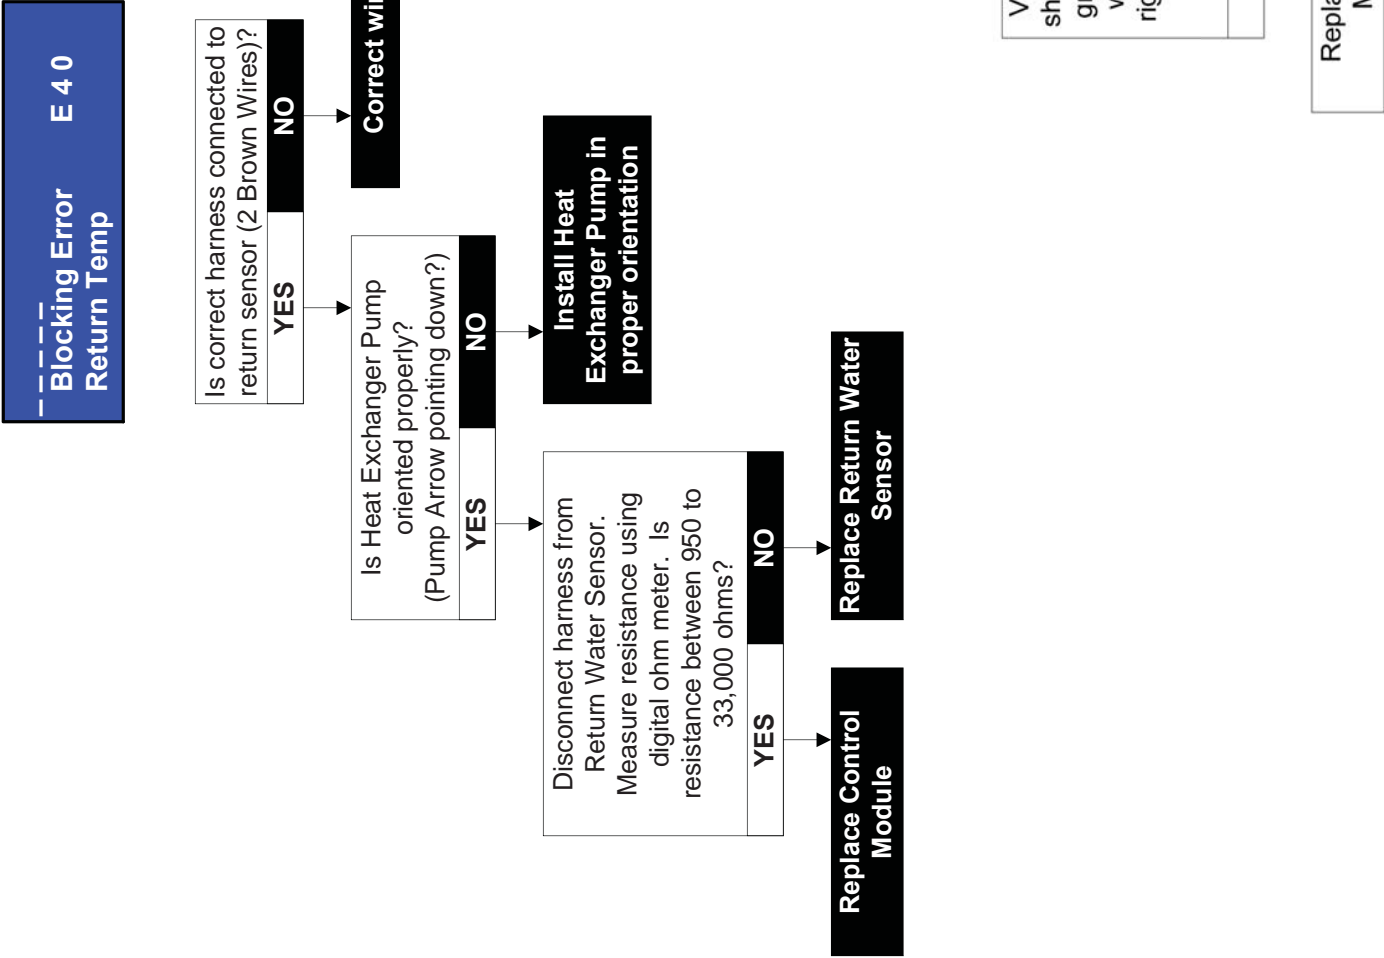 Blocking Error E 4 0
Return Temp
Is correct harness connected to
return sensor (2 Brown Wires)?
YES NO
Correct
Is Heat Exchanger Pump
oriented properly?
(Pump Arrow pointing down?)
YES NO
Install Heat
Exchanger Pump in
proper orientation
Disconnect harness from
Return Water Sensor.
Measure resistance using
digital ohm meter. Is
resistance between 950 to
33,000 ohms?
YES NO
Replace Return Water
Sensor
Replace Control
Module